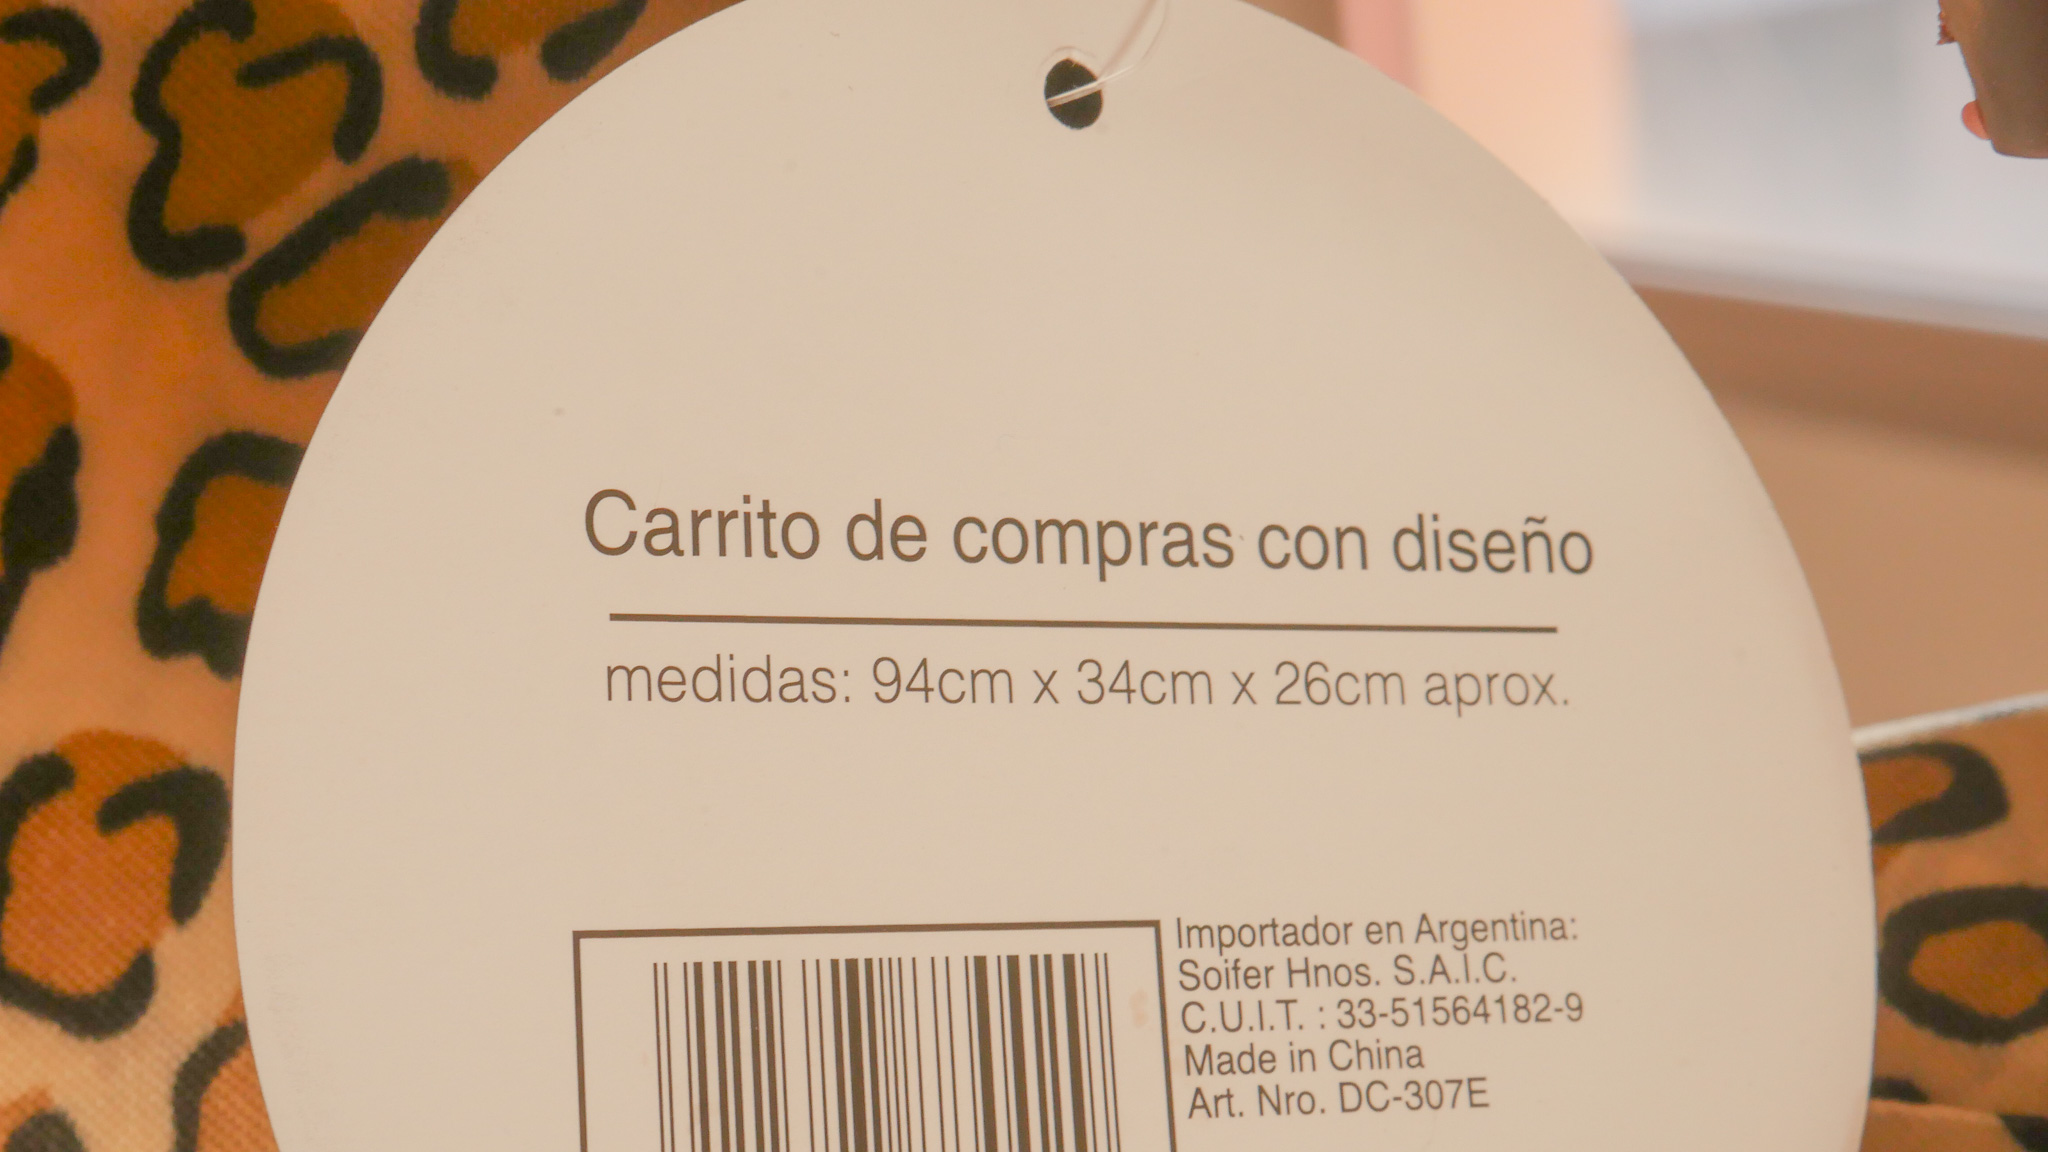 Carrito de compras con diseño
medidas: 94cm x 34cm x 26cm aprox.
Importador en Argentina:
Soifer Hnos. S.A.I.C.
C.U.I.T. : 33-51564182-9
Made in China
Art. Nro. DC-307E